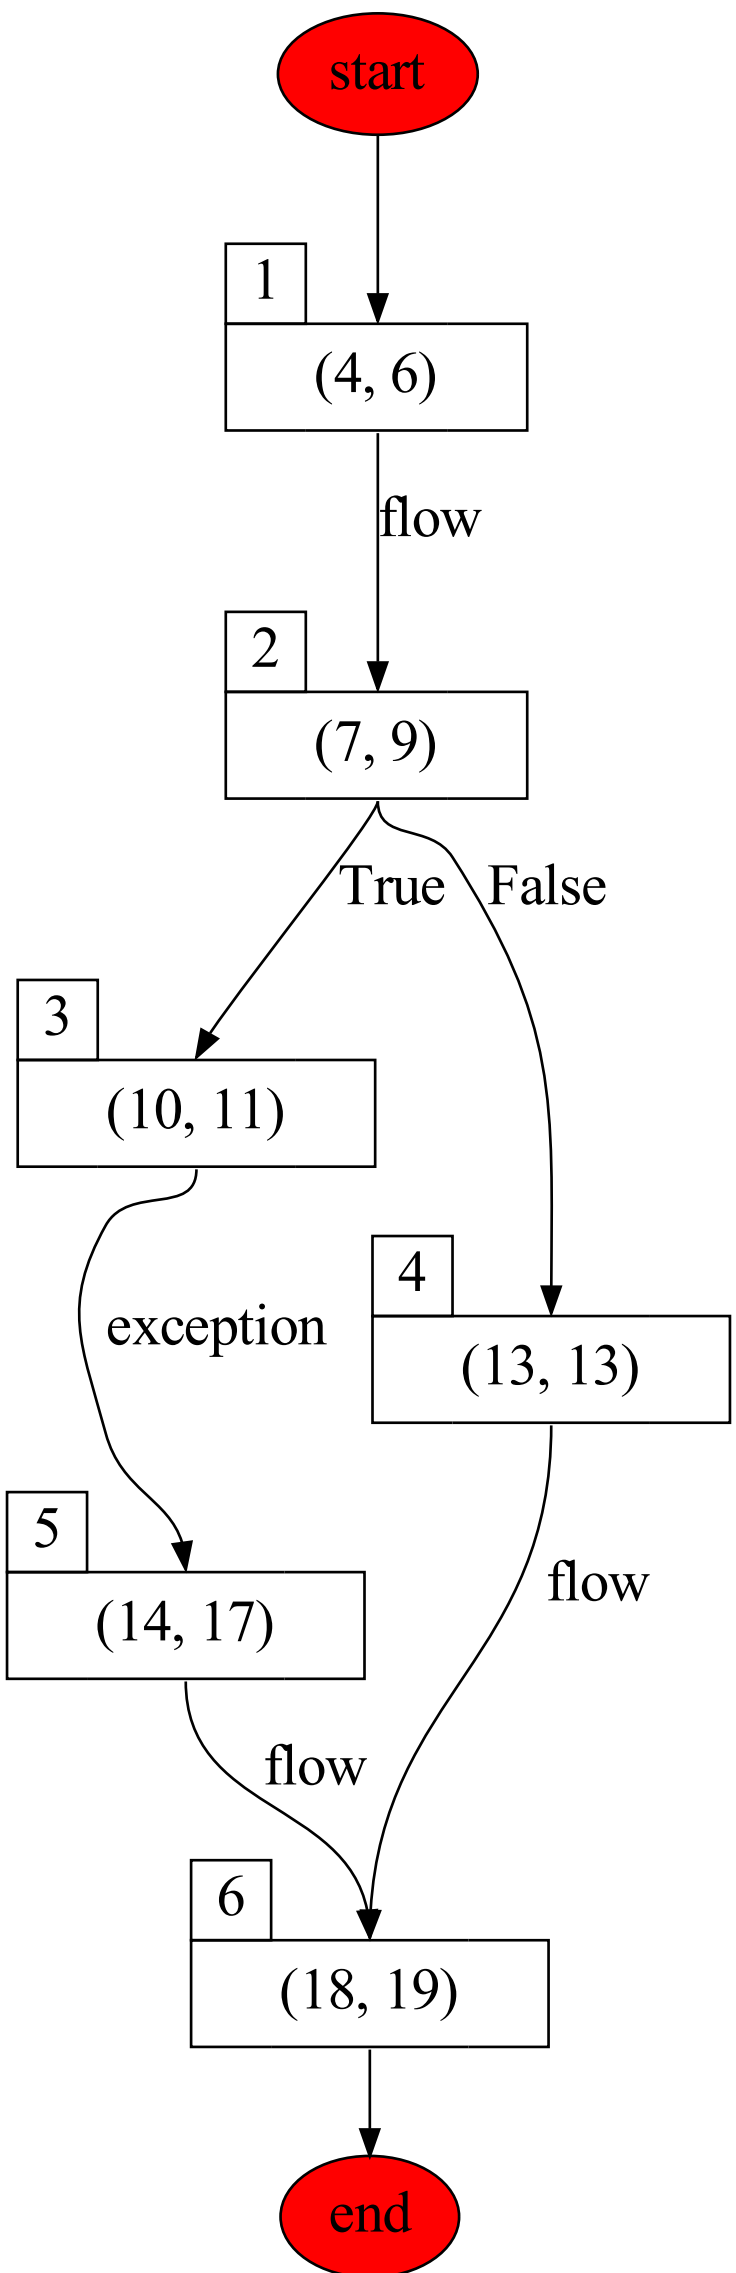 start
1
(4, 6)
flow
2
(7, 9)
True
False
3
(10, 11)
4
exception
(13, 13)
5
flow
(14, 17)
flow
6
(18, 19)
end